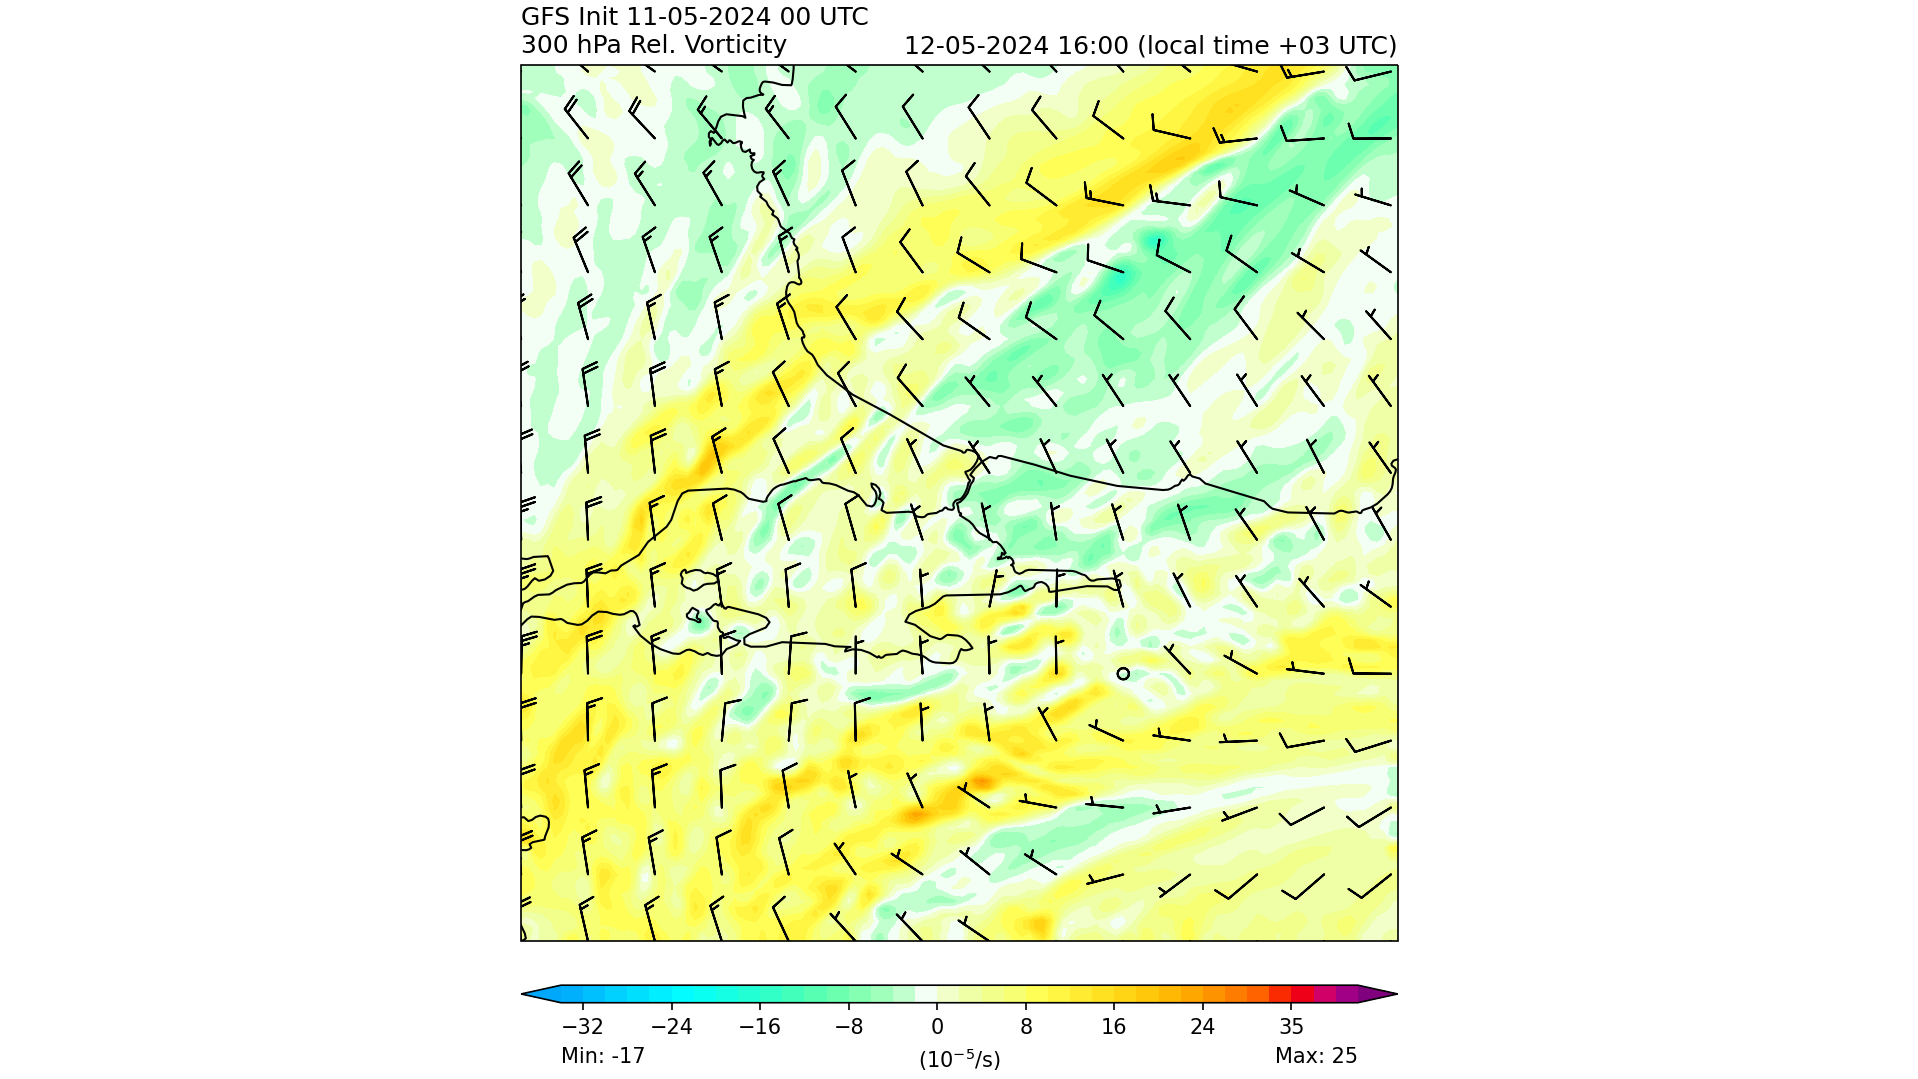 GFS Init 11-05-2024 00 UTC
300 hPa Rel. Vorticity
12-05-2024 16:00 (local time +03 UTC)
−32 −24 −16 −8 0 8 16 24 35
Min: -17 (10⁻⁵/s) Max: 25